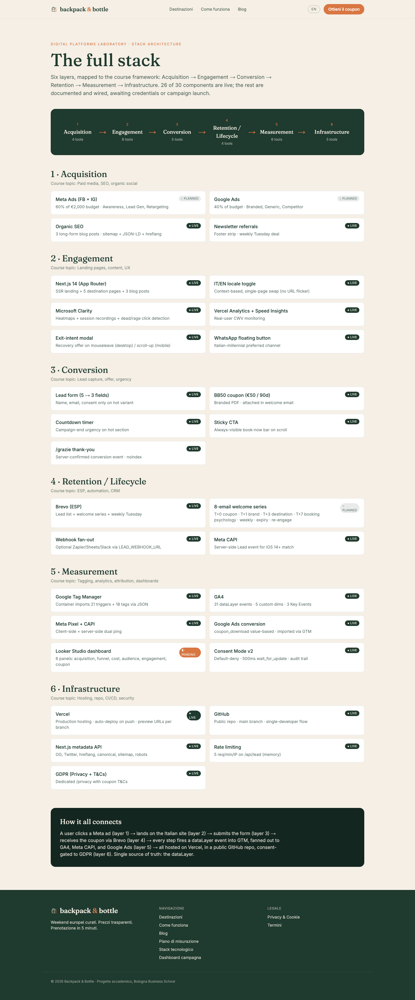 backpack & bottle
Destinazioni
Come funziona
Blog
EN
Ottieni il coupon
DIGITAL PLATFORMS LABORATORY · STACK ARCHITECTURE
The full stack
Six layers, mapped to the course framework: Acquisition → Engagement → Conversion →
Retention → Measurement → Infrastructure. 26 of 30 components are live; the rest are
documented and wired, awaiting credentials or campaign launch.
1
Acquisition
4 tools
→
2
Engagement
6 tools
→
3
Conversion
5 tools
→
4
Retention /
Lifecycle
4 tools
→
5
Measurement
6 tools
→
6
Infrastructure
5 tools
1 · Acquisition
Course topic: Paid media, SEO, organic social
Meta Ads (FB + IG)
○ PLANNED
60% of €2,000 budget · Awareness, Lead Gen, Retargeting
Google Ads
○ PLANNED
40% of budget · Branded, Generic, Competitor
Organic SEO
● LIVE
3 long-form blog posts · sitemap + JSON-LD + hreflang
Newsletter referrals
● LIVE
Footer strip · weekly Tuesday deal
2 · Engagement
Course topic: Landing pages, content, UX
Next.js 14 (App Router)
● LIVE
SSR landing + 5 destination pages + 3 blog posts
IT/EN locale toggle
● LIVE
Context-based, single-page swap (no URL flicker)
Microsoft Clarity
● LIVE
Heatmaps + session recordings + dead/rage click detection
Vercel Analytics + Speed Insights
● LIVE
Real-user CWV monitoring
Exit-intent modal
● LIVE
Recovery offer on mouseleave (desktop) / scroll-up (mobile)
WhatsApp floating button
● LIVE
Italian-millennial preferred channel
3 · Conversion
Course topic: Lead capture, offer, urgency
Lead form (5 → 3 fields)
● LIVE
Name, email, consent only on hot variant
BB50 coupon (€50 / 90d)
● LIVE
Branded PDF · attached in welcome email
Countdown timer
● LIVE
Campaign-end urgency on hot section
Sticky CTA
● LIVE
Always-visible book-now bar on scroll
/grazie thank-you
● LIVE
Server-confirmed conversion event · noindex
4 · Retention / Lifecycle
Course topic: ESP, automation, CRM
Brevo (ESP)
● LIVE
Lead list + welcome series + weekly Tuesday
8-email welcome series
○
PLANNED
T+0 coupon · T+1 brand · T+3 destination · T+7 booking
psychology · weekly · expiry · re-engage
Webhook fan-out
● LIVE
Optional Zapier/Sheets/Slack via LEAD_WEBHOOK_URL
Meta CAPI
● LIVE
Server-side Lead event for iOS 14+ match
5 · Measurement
Course topic: Tagging, analytics, attribution, dashboards
Google Tag Manager
● LIVE
Container imports 21 triggers + 18 tags via JSON
GA4
● LIVE
31 dataLayer events · 5 custom dims · 3 Key Events
Meta Pixel + CAPI
● LIVE
Client-side + server-side dual ping
Google Ads conversion
● LIVE
coupon_download value-based · imported via GTM
Looker Studio dashboard
◐
PENDING
6 panels: acquisition, funnel, cost, audience, engagement,
coupon
Consent Mode v2
● LIVE
Default-deny · 500ms wait_for_update · audit trail
6 · Infrastructure
Course topic: Hosting, repo, CI/CD, security
Vercel
●
LIVE
Production hosting · auto-deploy on push · preview URLs per
branch
GitHub
● LIVE
Public repo · main branch · single-developer flow
Next.js metadata API
● LIVE
OG, Twitter, hreflang, canonical, sitemap, robots
Rate limiting
● LIVE
5 req/min/IP on /api/lead (memory)
GDPR (Privacy + T&Cs)
● LIVE
Dedicated /privacy with coupon T&Cs
How it all connects
A user clicks a Meta ad (layer 1) → lands on the Italian site (layer 2) → submits the form (layer 3) →
receives the coupon via Brevo (layer 4) → every step fires a dataLayer event into GTM, fanned out to
GA4, Meta CAPI, and Google Ads (layer 5) → all hosted on Vercel, in a public GitHub repo, consent-
gated to GDPR (layer 6). Single source of truth: the dataLayer.
backpack & bottle
Weekend europei curati. Prezzi trasparenti.
Prenotazione in 5 minuti.
NAVIGAZIONE
Destinazioni
Come funziona
Blog
Piano di misurazione
Stack tecnologico
Dashboard campagna
LEGALE
Privacy & Cookie
Termini
© 2026 Backpack & Bottle · Progetto accademico, Bologna Business School